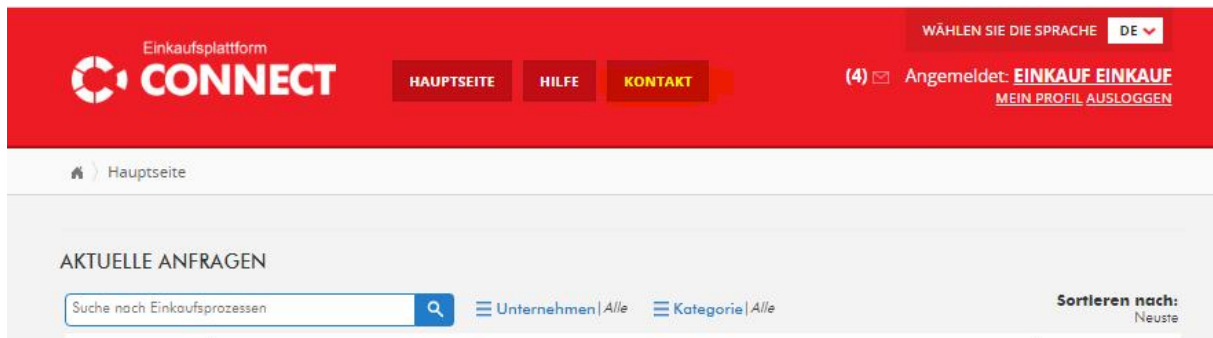 WÄHLEN SIE DIE SPRACHE DE
Einkaufsplattform
CONNECT
HAUPTSEITE HILFE KONTAKT
(4) Angemeldet: EINKAUF EINKAUF
MEIN PROFIL AUSLOGGEN
Hauptseite
AKTUELLE ANFRAGEN
Suche nach Einkaufsprozessen
Unternehmen|Alle Kategorie|Alle
Sortieren nach:
Neuste